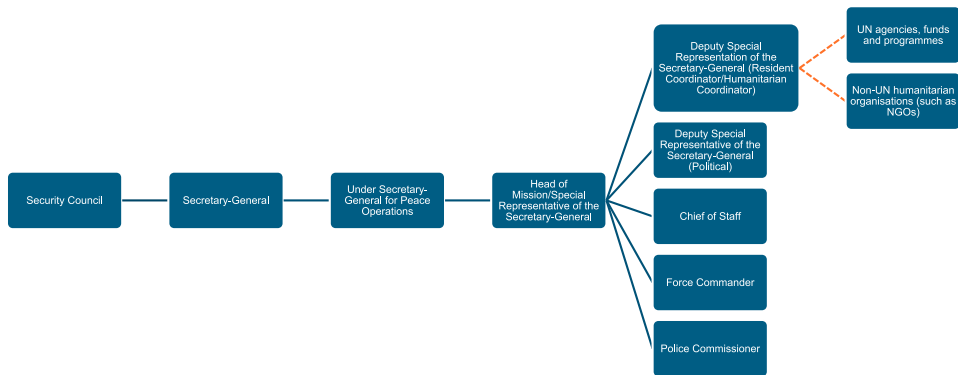 Security Council
Secretary-General
Under Secretary-
General for Peace
Operations
Head of
Mission/Special
Representative of the
Secretary-General
Deputy Special
Representation of the
Secretary-General (Resident
Coordinator/Humanitarian
Coordinator)
Deputy Special
Representative of the
Secretary-General
(Political)
Chief of Staff
Force Commander
Police Commissioner
UN agencies, funds
and programmes
Non-UN humanitarian
organisations (such as
NGOs)